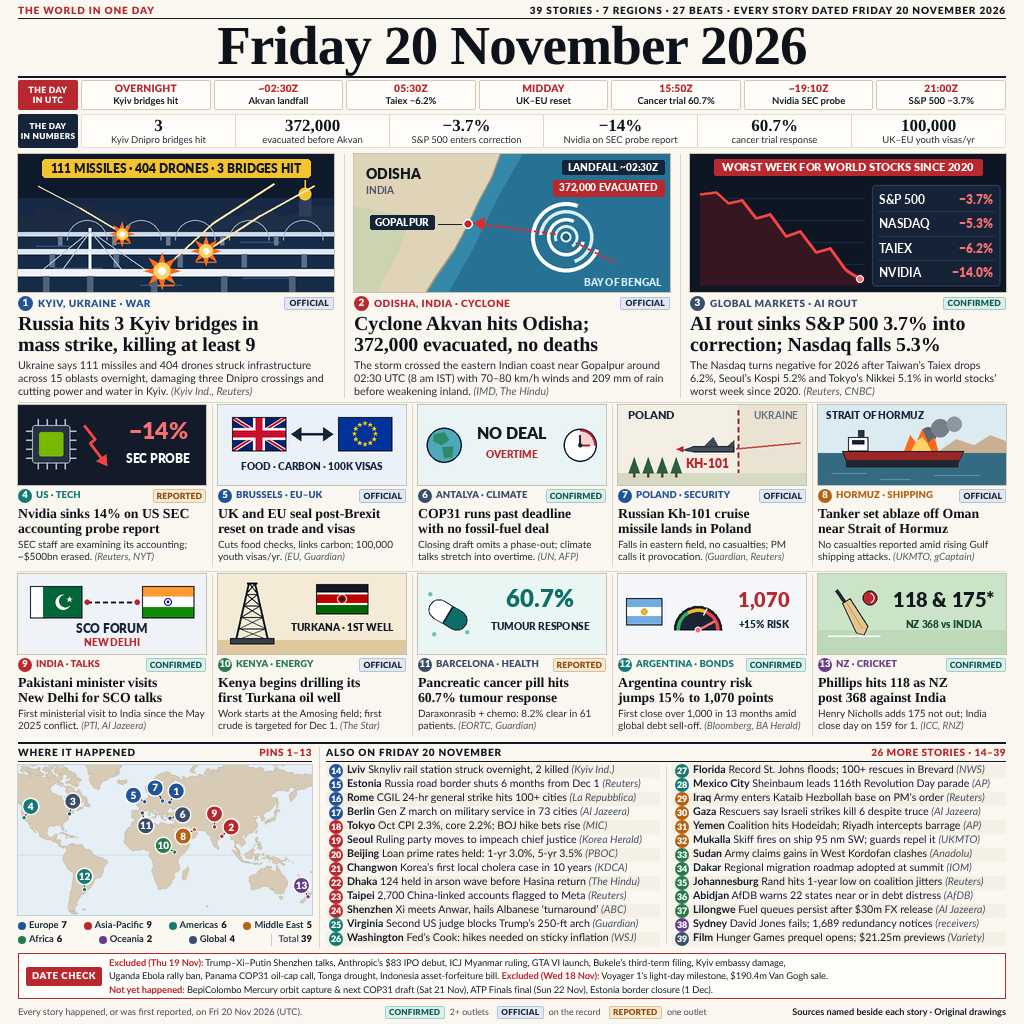 THE WORLD IN ONE DAY
39 STORIES · 7 REGIONS · 27 BEATS · EVERY STORY DATED FRIDAY 20 NOVEMBER 2026
Friday 20 November 2026
THE DAY
IN UTC
OVERNIGHT
Kyiv bridges hit
~02:30Z
Akvan landfall
05:30Z
Taiex −6.2%
MIDDAY
UK–EU reset
15:50Z
Cancer trial 60.7%
~19:10Z
Nvidia SEC probe
21:00Z
S&P 500 −3.7%
THE DAY
IN NUMBERS
3
Kyiv Dnipro bridges hit
372,000
evacuated before Akvan
−3.7%
S&P 500 enters correction
−14%
Nvidia on SEC probe report
60.7%
cancer trial response
100,000
UK–EU youth visas/yr
111 MISSILES · 404 DRONES · 3 BRIDGES HIT
1 KYIV, UKRAINE · WAR
OFFICIAL
Russia hits 3 Kyiv bridges in
mass strike, killing at least 9
Ukraine says 111 missiles and 404 drones struck infrastructure
across 15 oblasts overnight, damaging three Dnipro crossings and
cutting power and water in Kyiv. (Kyiv Ind., Reuters)
ODISHA
INDIA
GOPALPUR
LANDFALL ~02:30Z
372,000 EVACUATED
BAY OF BENGAL
2 ODISHA, INDIA · CYCLONE
OFFICIAL
Cyclone Akvan hits Odisha;
372,000 evacuated, no deaths
The storm crossed the eastern Indian coast near Gopalpur around
02:30 UTC (8 am IST) with 70–80 km/h winds and 209 mm of rain
before weakening inland. (IMD, The Hindu)
WORST WEEK FOR WORLD STOCKS SINCE 2020
S&P 500 −3.7%
NASDAQ −5.3%
TAIEX −6.2%
NVIDIA −14.0%
3 GLOBAL MARKETS · AI ROUT
CONFIRMED
AI rout sinks S&P 500 3.7% into
correction; Nasdaq falls 5.3%
The Nasdaq turns negative for 2026 after Taiwan's Taiex drops
6.2%, Seoul's Kospi 5.2% and Tokyo's Nikkei 5.1% in world stocks'
worst week since 2020. (Reuters, CNBC)
−14%
SEC PROBE
4 US · TECH
REPORTED
Nvidia sinks 14% on US SEC
accounting probe report
SEC staff are examining its accounting;
~$500bn erased. (Reuters, NYT)
FOOD · CARBON · 100K VISAS
5 BRUSSELS · EU–UK
OFFICIAL
UK and EU seal post-Brexit
reset on trade and visas
Cuts food checks, links carbon; 100,000
youth visas/yr. (EU, Guardian)
NO DEAL
OVERTIME
6 ANTALYA · CLIMATE
CONFIRMED
COP31 runs past deadline
with no fossil-fuel deal
Closing draft omits a phase-out; climate
talks stretch into overtime. (UN, AFP)
POLAND
UKRAINE
KH-101
7 POLAND · SECURITY
OFFICIAL
Russian Kh-101 cruise
missile lands in Poland
Falls in eastern field, no casualties; PM
calls it provocation. (Guardian, Reuters)
STRAIT OF HORMUZ
8 HORMUZ · SHIPPING
OFFICIAL
Tanker set ablaze off Oman
near Strait of Hormuz
No casualties reported amid rising Gulf
shipping attacks. (UKMTO, gCaptain)
SCO FORUM
NEW DELHI
9 INDIA · TALKS
CONFIRMED
Pakistani minister visits
New Delhi for SCO talks
First ministerial visit to India since the May
2025 conflict. (PTI, Al Jazeera)
TURKANA · 1ST WELL
10 KENYA · ENERGY
OFFICIAL
Kenya begins drilling its
first Turkana oil well
Work starts at the Amosing field; first
crude is targeted for Dec 1. (The Star)
60.7%
TUMOUR RESPONSE
11 BARCELONA · HEALTH
REPORTED
Pancreatic cancer pill hits
60.7% tumour response
Daraxonrasib + chemo: 8.2% clear in 61
patients. (EORTC, Guardian)
1,070
+15% RISK
12 ARGENTINA · BONDS
CONFIRMED
Argentina country risk
jumps 15% to 1,070 points
First close over 1,000 in 13 months amid
global debt sell-off. (Bloomberg, BA Herald)
118 & 175*
NZ 368 vs INDIA
13 NZ · CRICKET
CONFIRMED
Phillips hits 118 as NZ
post 368 against India
Henry Nicholls adds 175 not out; India
close day on 159 for 1. (ICC, RNZ)
WHERE IT HAPPENED
PINS 1–13
1
2
3
4
5
6
7
8
9
10
11
12
13
Europe 7
Asia-Pacific 9
Americas 6
Middle East 5
Africa 6
Oceania 2
Global 4
Total 39
ALSO ON FRIDAY 20 NOVEMBER
26 MORE STORIES · 14–39
14 Lviv Sknyliv rail station struck overnight, 2 killed (Kyiv Ind.)
15 Estonia Russia road border shuts 6 months from Dec 1 (Reuters)
16 Rome CGIL 24-hr general strike hits 100+ cities (La Repubblica)
17 Berlin Gen Z march on military service in 73 cities (Al Jazeera)
18 Tokyo Oct CPI 2.3%, core 2.2%; BOJ hike bets rise (MIC)
19 Seoul Ruling party moves to impeach chief justice (Korea Herald)
20 Beijing Loan prime rates held: 1-yr 3.0%, 5-yr 3.5% (PBOC)
21 Changwon Korea's first local cholera case in 10 years (KDCA)
22 Dhaka 124 held in arson wave before Hasina return (The Hindu)
23 Taipei 2,700 China-linked accounts flagged to Meta (Reuters)
24 Shenzhen Xi meets Anwar, hails Albanese 'turnaround' (ABC)
25 Virginia Second US judge blocks Trump's 250-ft arch (Guardian)
26 Washington Fed's Cook: hikes needed on sticky inflation (WSJ)
27 Florida Record St. Johns floods; 100+ rescues in Brevard (NWS)
28 Mexico City Sheinbaum leads 116th Revolution Day parade (AP)
29 Iraq Army enters Kataib Hezbollah base on PM's order (Reuters)
30 Gaza Rescuers say Israeli strikes kill 6 despite truce (Al Jazeera)
31 Yemen Coalition hits Hodeidah; Riyadh intercepts barrage (AP)
32 Mukalla Skiff fires on ship 95 nm SW; guards repel it (UKMTO)
33 Sudan Army claims gains in West Kordofan clashes (Anadolu)
34 Dakar Regional migration roadmap adopted at summit (IOM)
35 Johannesburg Rand hits 1-year low on coalition jitters (Reuters)
36 Abidjan AfDB warns 22 states near or in debt distress (AfDB)
37 Lilongwe Fuel queues persist after $30m FX release (Al Jazeera)
38 Sydney David Jones fails; 1,689 redundancy notices (receivers)
39 Film Hunger Games prequel opens; $21.25m previews (Variety)
DATE CHECK
Excluded (Thu 19 Nov): Trump–Xi–Putin Shenzhen talks, Anthropic's $83 IPO debut, ICJ Myanmar ruling, GTA VI launch, Bukele's third-term filing, Kyiv embassy damage,
Uganda Ebola rally ban, Panama COP31 oil-cap call, Tonga drought, Indonesia asset-forfeiture bill. Excluded (Wed 18 Nov): Voyager 1's light-day milestone, $190.4m Van Gogh sale.
Not yet happened: BepiColombo Mercury orbit capture & next COP31 draft (Sat 21 Nov), ATP Finals final (Sun 22 Nov), Estonia border closure (1 Dec).
Every story happened, or was first reported, on Fri 20 Nov 2026 (UTC).
CONFIRMED 2+ outlets OFFICIAL on the record REPORTED one outlet
Sources named beside each story · Original drawings